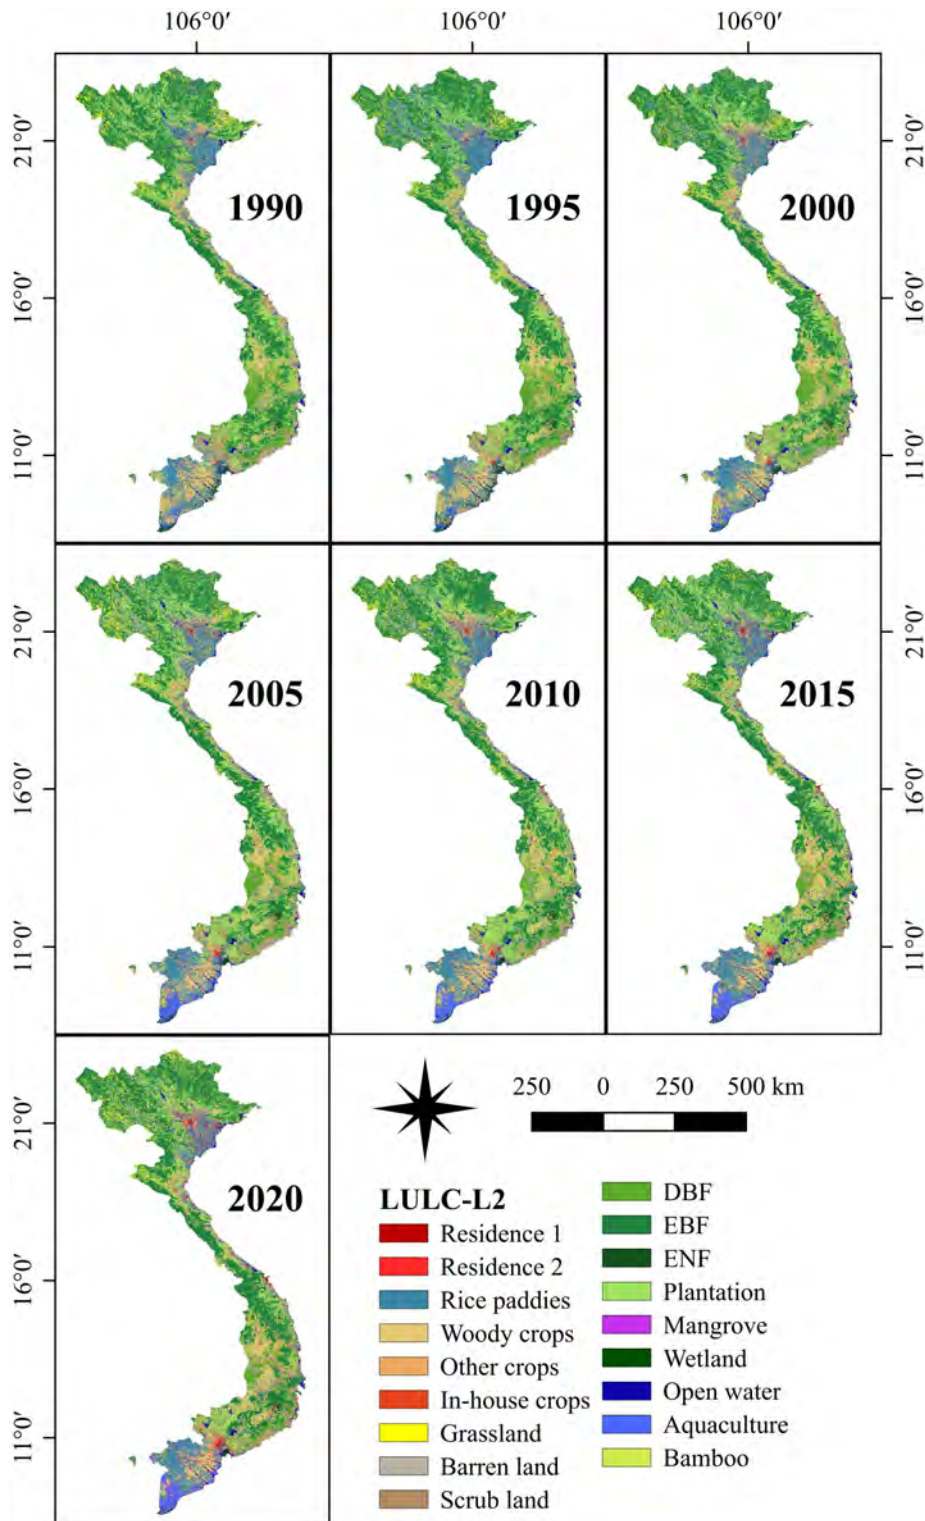 106°0′ 106°0′ 106°0′
21°0′ 21°0′
1990 1995 2000
16°0′ 16°0′
11°0′ 11°0′
21°0′ 21°0′
2005 2010 2015
16°0′ 16°0′
11°0′ 11°0′
250 0 250 500 km
21°0′
2020
16°0′
11°0′
LULC-L2
Residence 1
Residence 2
Rice paddies
Woody crops
Other crops
In-house crops
Grassland
Barren land
Scrub land
DBF
EBF
ENF
Plantation
Mangrove
Wetland
Open water
Aquaculture
Bamboo